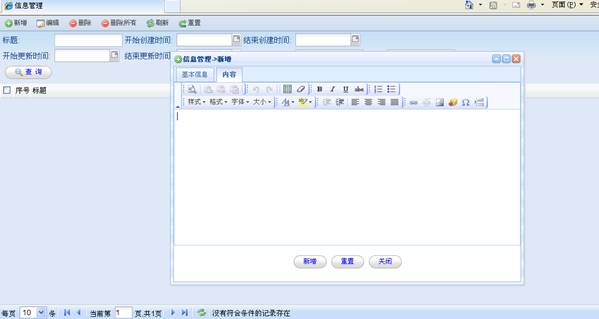 信息管理
页面(P)
安全
新增 编辑 删除 删除所有 刷新 重置
标题: 开始创建时间: 结束创建时间:
开始更新时间: 结束更新时间:
查 询
序号 标题
信息管理->新增
基本信息 内容
B I U abc
样式 格式 字体 大小
新增 重置 关闭
每页 10 条 当前第 1 页,共1页 没有符合条件的记录存在